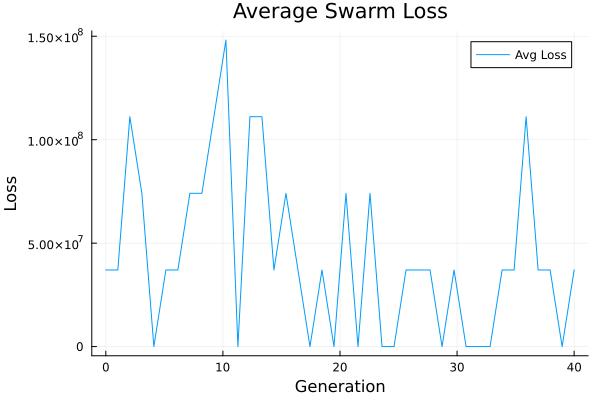 Average Swarm Loss
1.50×10⁸
1.00×10⁸
5.00×10⁷
0
Loss
Avg Loss
0 10 20 30 40
Generation